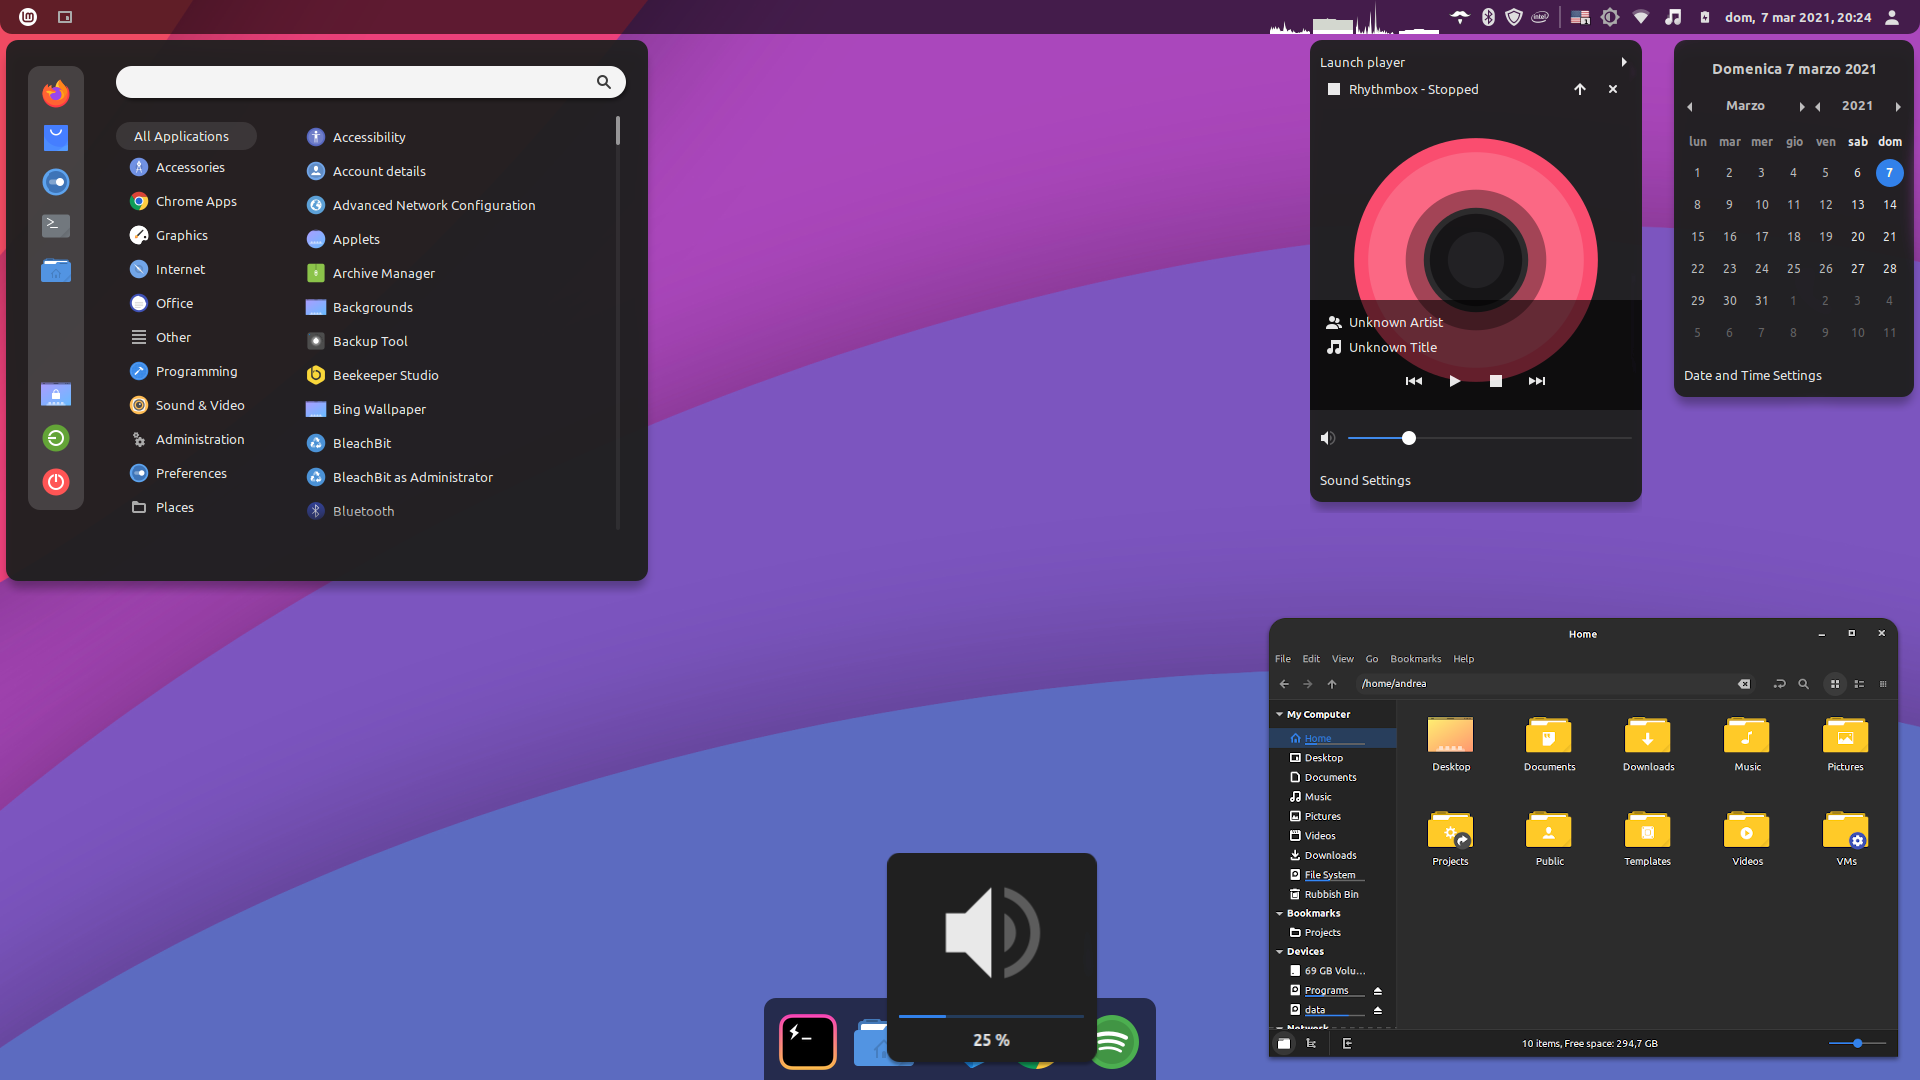 dom, 7 mar 2021, 20:24
All Applications
Accessories
Chrome Apps
Graphics
Internet
Office
Other
Programming
Sound & Video
Administration
Preferences
Places
Accessibility
Account details
Advanced Network Configuration
Applets
Archive Manager
Backgrounds
Backup Tool
Beekeeper Studio
Bing Wallpaper
BleachBit
BleachBit as Administrator
Bluetooth
Launch player
Rhythmbox - Stopped
Unknown Artist
Unknown Title
Sound Settings
Domenica 7 marzo 2021
Marzo 2021
lun mar mer gio ven sab dom
1 2 3 4 5 6 7
8 9 10 11 12 13 14
15 16 17 18 19 20 21
22 23 24 25 26 27 28
29 30 31 1 2 3 4
5 6 7 8 9 10 11
Date and Time Settings
Home
File Edit View Go Bookmarks Help
/home/andrea
My Computer
Home
Desktop
Documents
Music
Pictures
Videos
Downloads
File System
Rubbish Bin
Bookmarks
Projects
Devices
69 GB Volu...
Programs
data
Network
Desktop Documents Downloads Music Pictures
Projects Public Templates Videos VMs
10 items, Free space: 294,7 GB
25 %